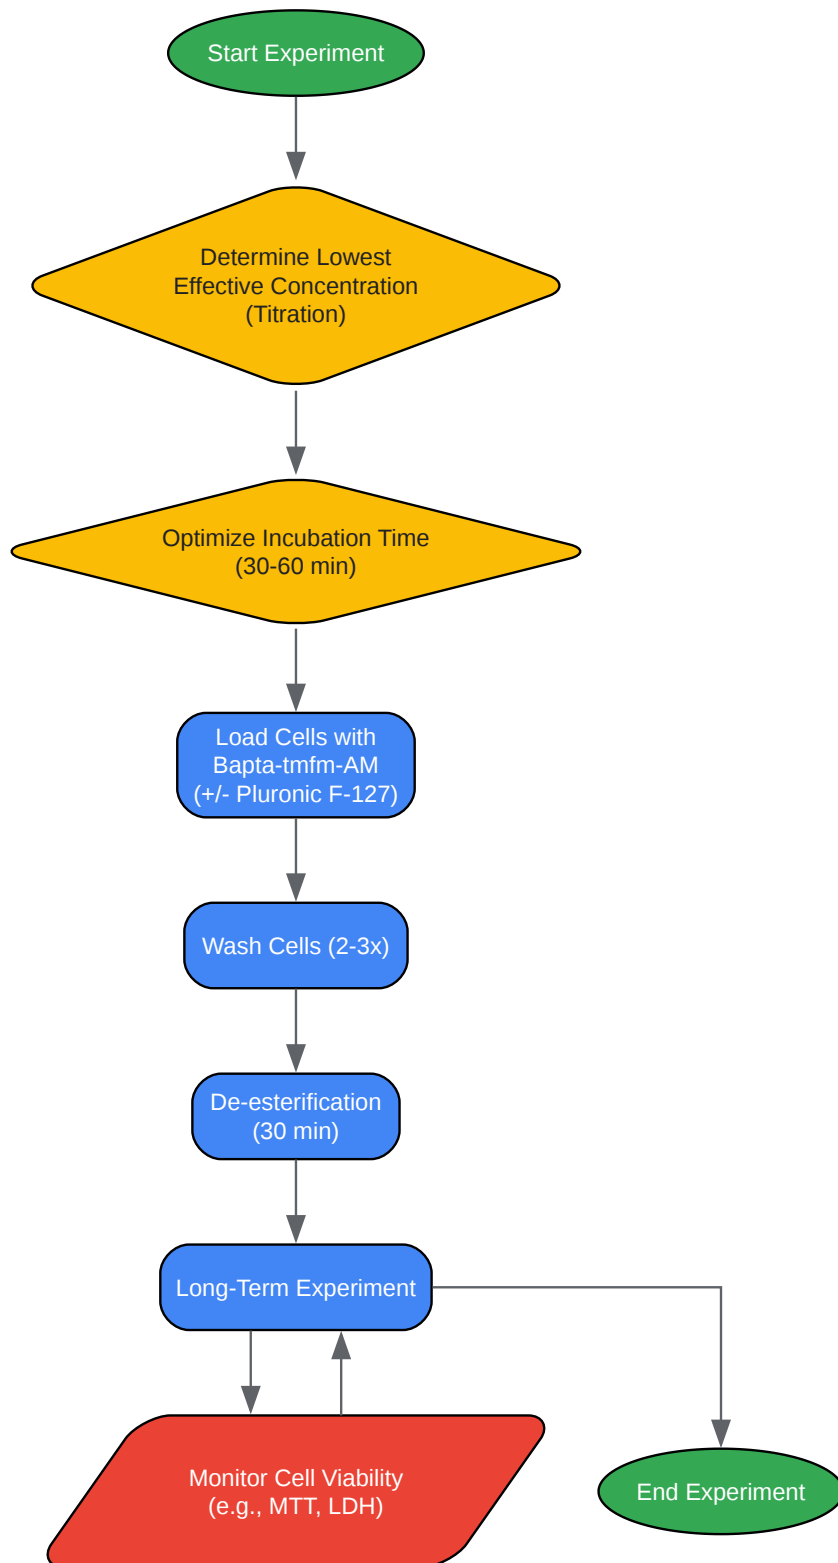 Start Experiment
Determine Lowest
Effective Concentration
(Titration)
Optimize Incubation Time
(30-60 min)
Load Cells with
Bapta-tmfm-AM
(+/- Pluronic F-127)
Wash Cells (2-3x)
De-esterification
(30 min)
Long-Term Experiment
Monitor Cell Viability
(e.g., MTT, LDH)
End Experiment